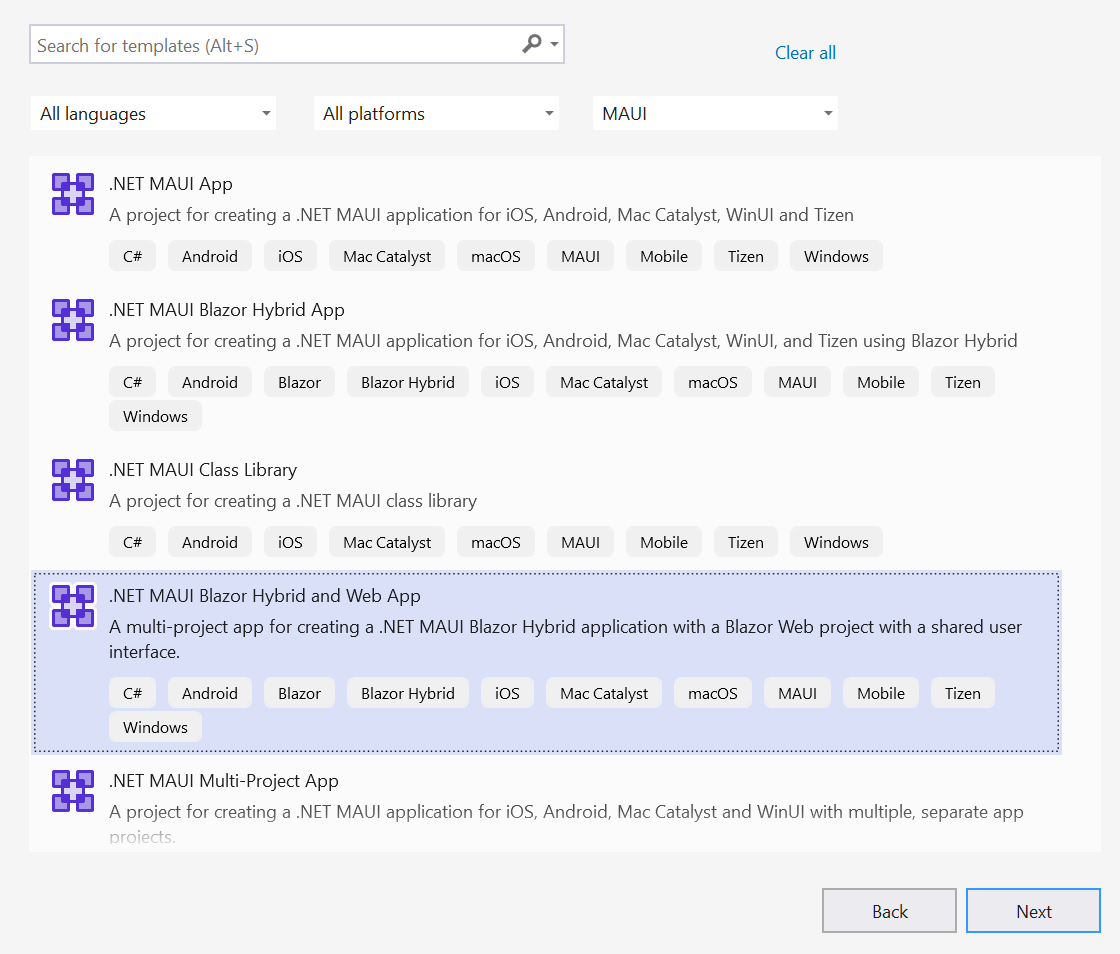 Search for templates (Alt+S)
Clear all
All languages
All platforms
MAUI
.NET MAUI App
A project for creating a .NET MAUI application for iOS, Android, Mac Catalyst, WinUI and Tizen
C# Android iOS Mac Catalyst macOS MAUI Mobile Tizen Windows
.NET MAUI Blazor Hybrid App
A project for creating a .NET MAUI application for iOS, Android, Mac Catalyst, WinUI, and Tizen using Blazor Hybrid
C# Android Blazor Blazor Hybrid iOS Mac Catalyst macOS MAUI Mobile Tizen
Windows
.NET MAUI Class Library
A project for creating a .NET MAUI class library
C# Android iOS Mac Catalyst macOS MAUI Mobile Tizen Windows
.NET MAUI Blazor Hybrid and Web App
A multi-project app for creating a .NET MAUI Blazor Hybrid application with a Blazor Web project with a shared user
interface.
C# Android Blazor Blazor Hybrid iOS Mac Catalyst macOS MAUI Mobile Tizen
Windows
.NET MAUI Multi-Project App
A project for creating a .NET MAUI application for iOS, Android, Mac Catalyst and WinUI with multiple, separate app
projects.
Back
Next